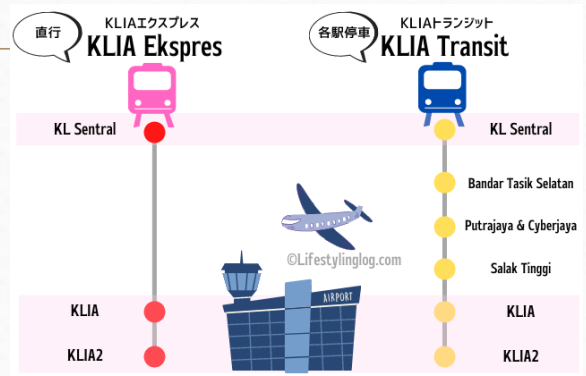 直行
KLIAエクスプレス
KLIA Ekspres
各駅停車
KLIAトランジット
KLIA Transit
KL Sentral
KL Sentral
Bandar Tasik Selatan
Putrajaya & Cyberjaya
Salak Tinggi
©Lifestylinglog.com
AIRPORT
KLIA
KLIA
KLIA2
KLIA2